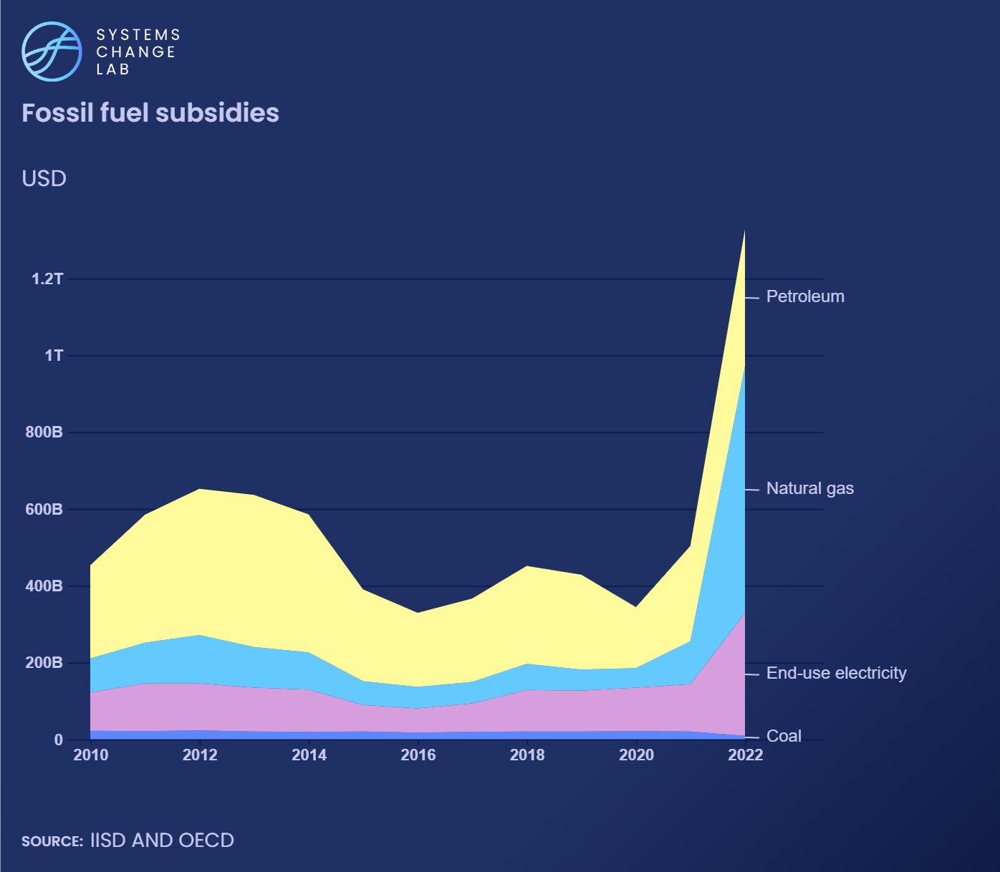 SYSTEMS
CHANGE
LAB
Fossil fuel subsidies
USD
1.2T
1T
800B
600B
400B
200B
0
Petroleum
Natural gas
End-use electricity
Coal
2010 2012 2014 2016 2018 2020 2022
SOURCE: IISD AND OECD